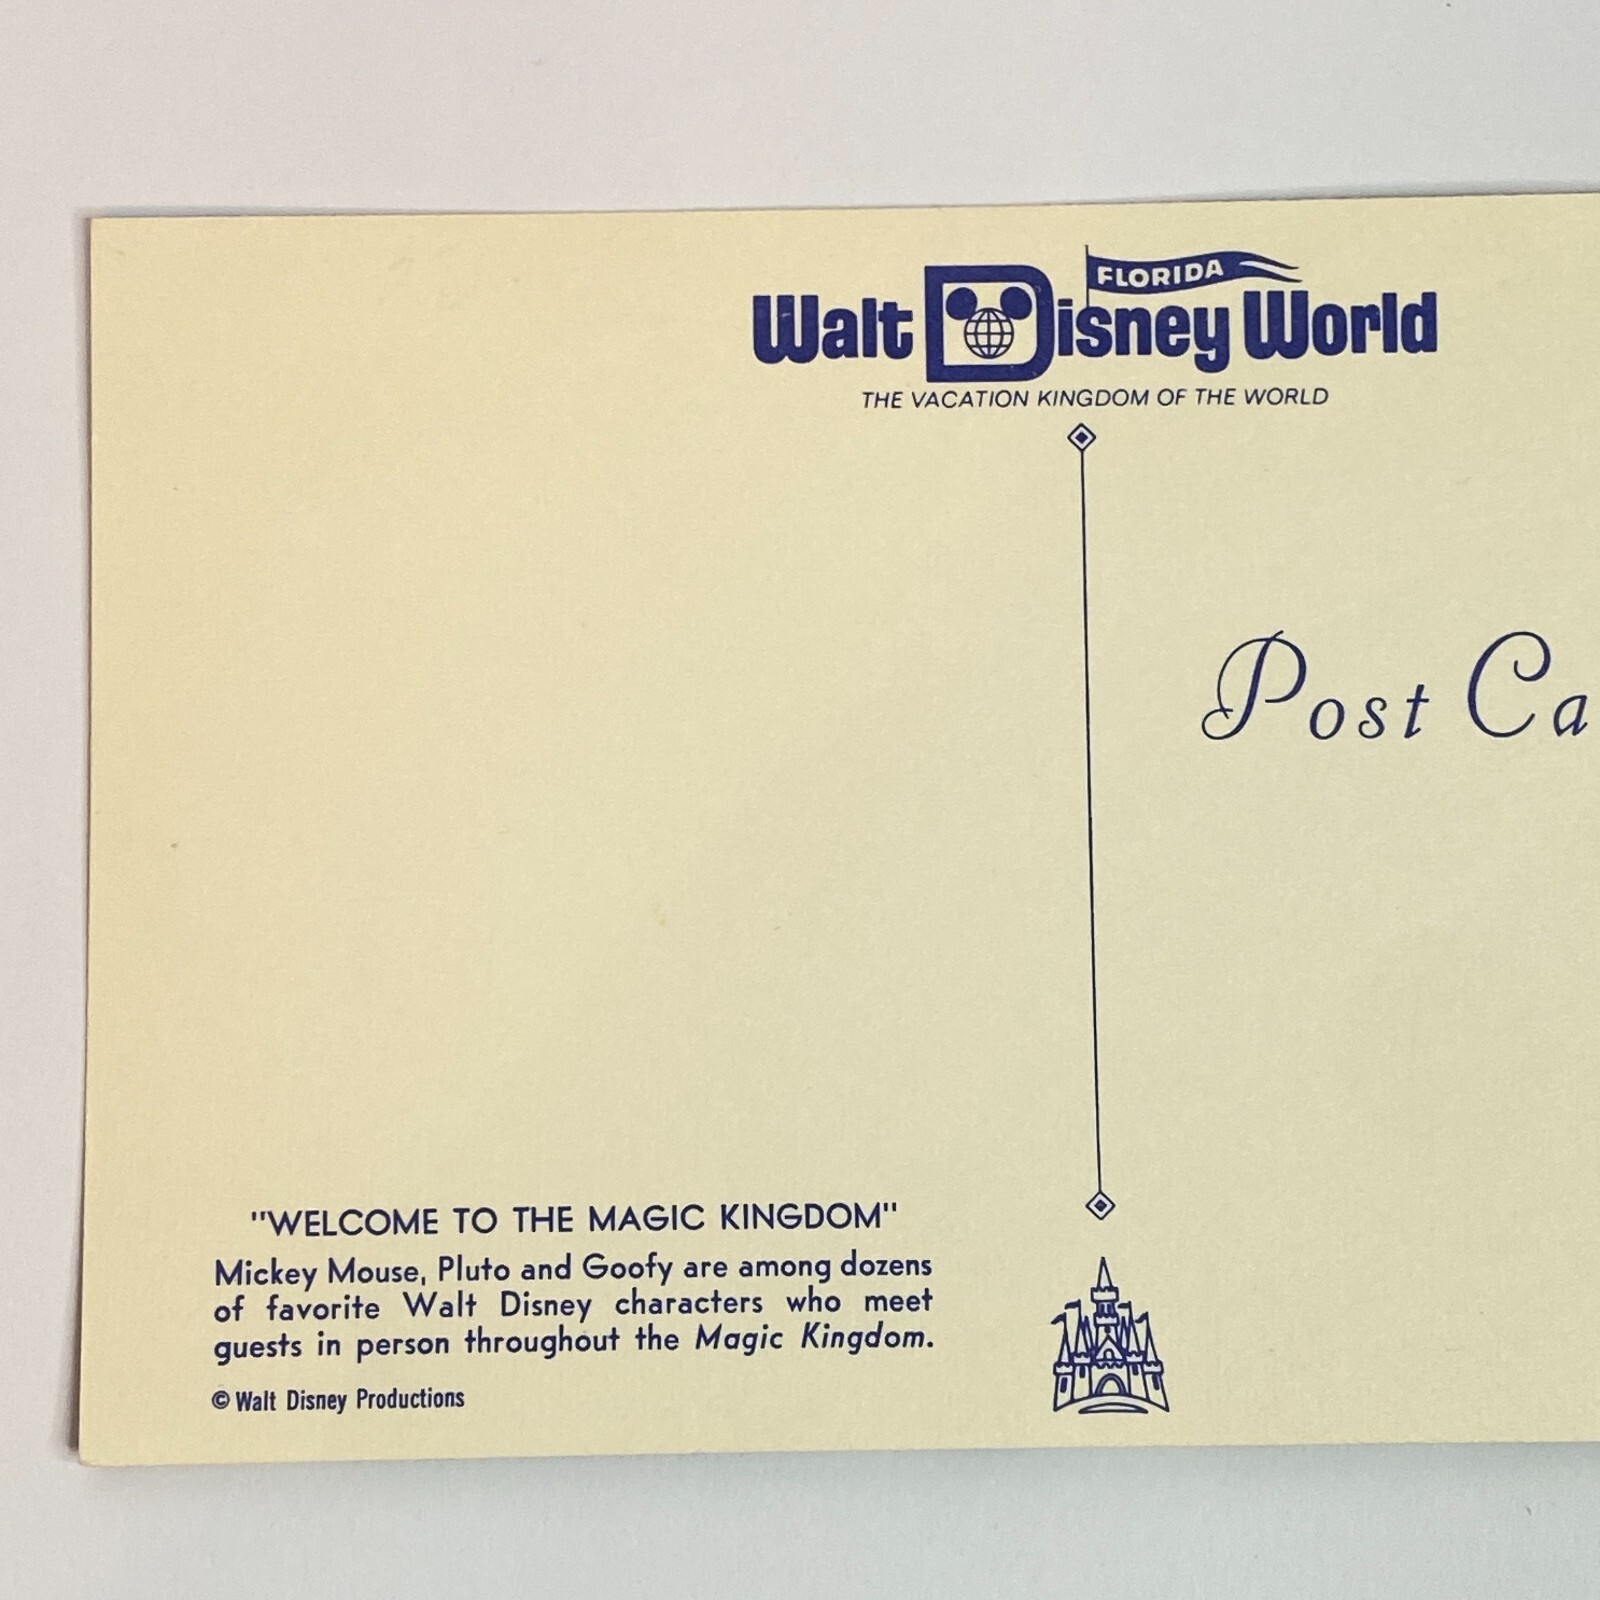 FLORIDA
Walt Disney World
THE VACATION KINGDOM OF THE WORLD
Post Ca
"WELCOME TO THE MAGIC KINGDOM"
Mickey Mouse, Pluto and Goofy are among dozens
of favorite Walt Disney characters who meet
guests in person throughout the Magic Kingdom.
© Walt Disney Productions